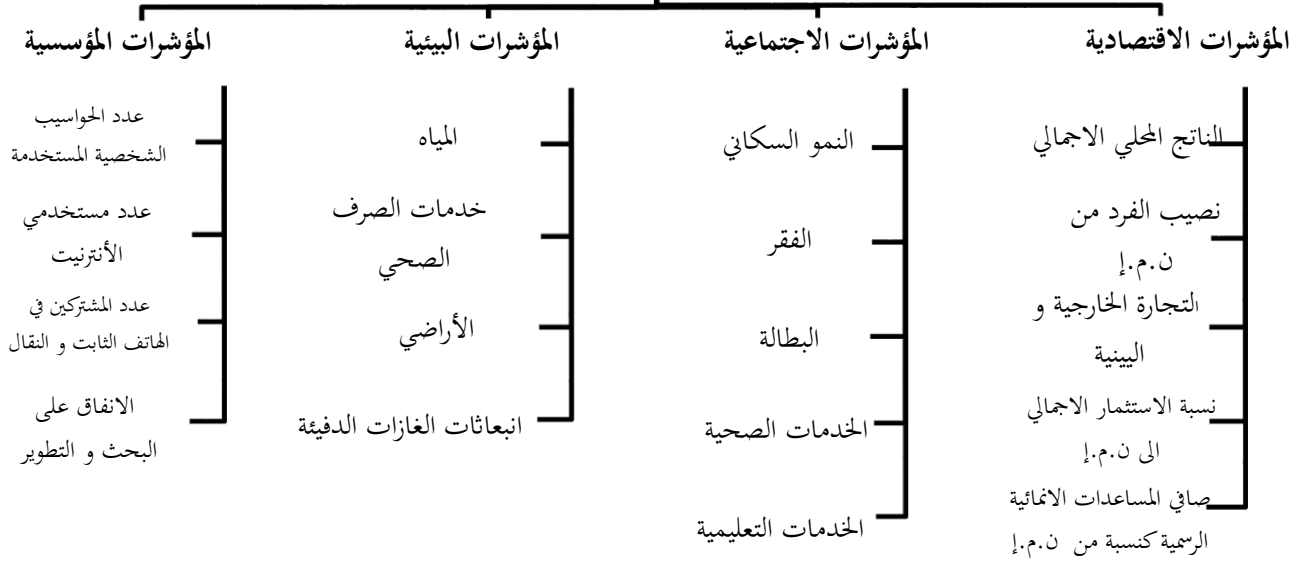 المؤشرات الاقتصادية
الناتج المحلي الاجمالي
نصيب الفرد من
ن.م.إ
التجارة الخارجية و
البينية
نسبة الاستثمار الاجمالي
الى ن.م.إ
صافي المساعدات الانمائية
الرسمية كنسبة من ن.م.إ
المؤشرات الاجتماعية
النمو السكاني
الفقر
البطالة
الخدمات الصحية
الخدمات التعليمية
المؤشرات البيئية
المياه
خدمات الصرف
الصحي
الأراضي
انبعاثات الغازات الدفيئة
المؤشرات المؤسسية
عدد الحواسيب
الشخصية المستخدمة
عدد مستخدمي
الأنترنيت
عدد المشتركين في
الهاتف الثابت و النقال
الانفاق على
البحث و التطوير